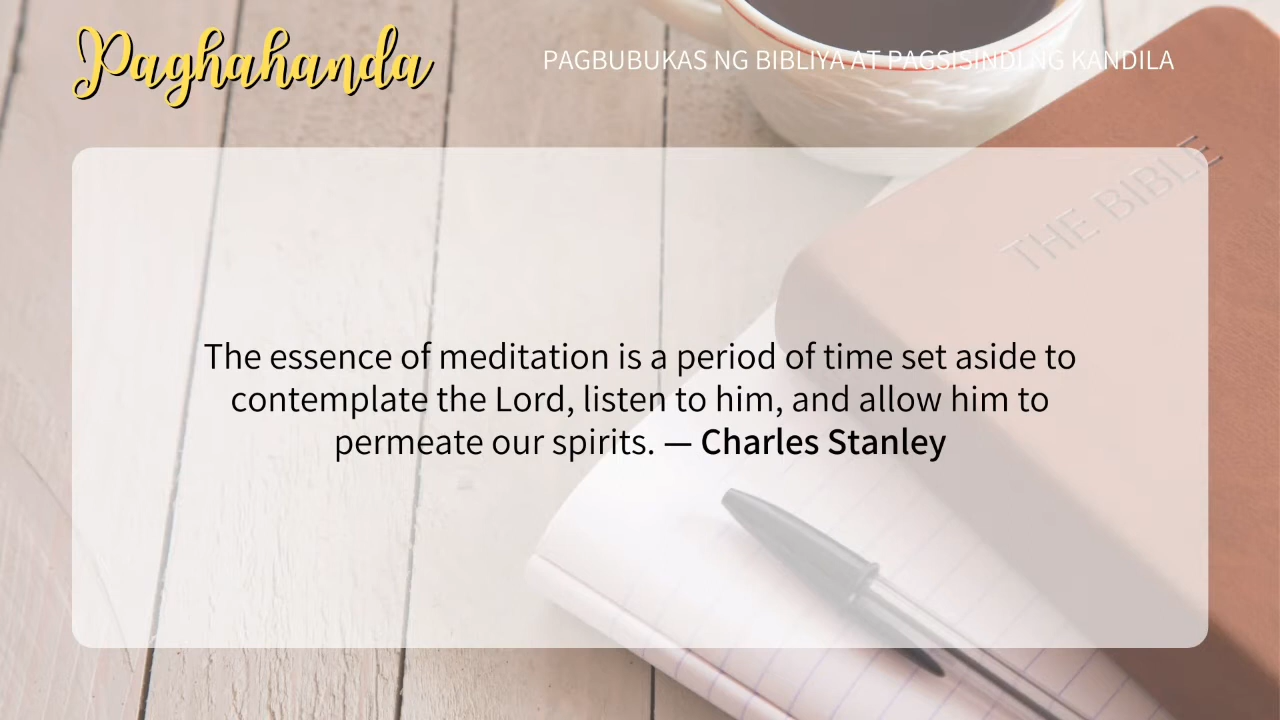 Paghahanda
PAGBUBUKAS NG BIBLIYA AT PAGSISINDI NG KANDILA
THE BIBLE
The essence of meditation is a period of time set aside to
contemplate the Lord, listen to him, and allow him to
permeate our spirits. — Charles Stanley